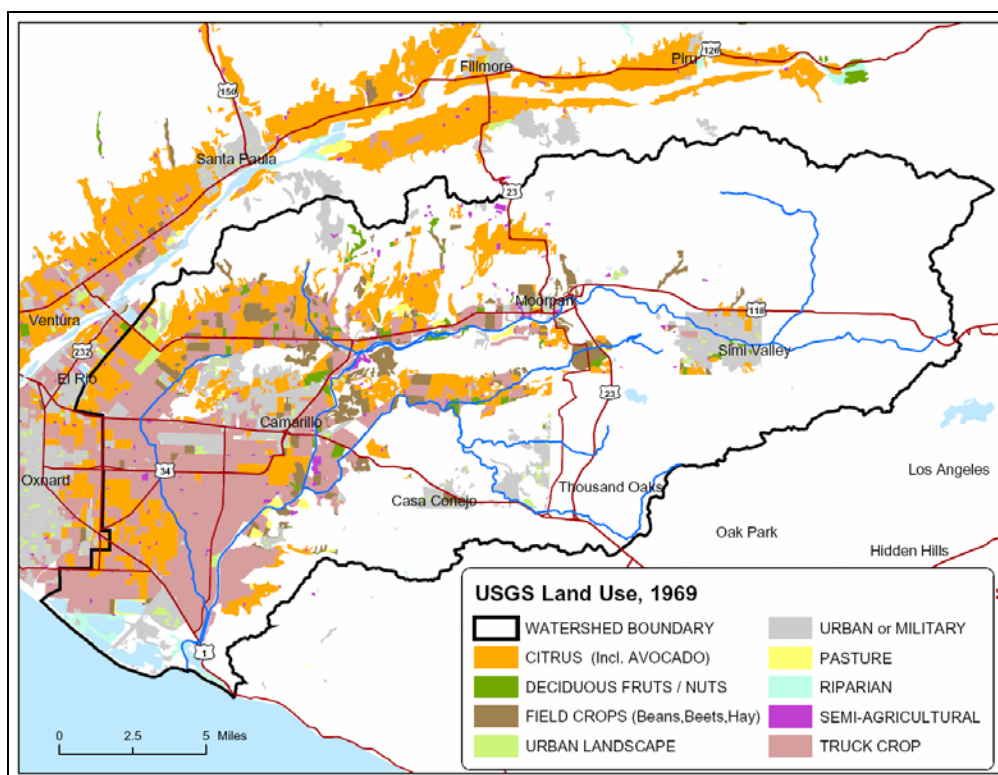 Fillmore
Piru
126
150
Santa Paula
23
Moorpark
118
Ventura
232
Simi Valley
El Rio
23
Camarillo
34
Oxnard
Casa Conejo
Thousand Oaks
Los Angeles
Oak Park
Hidden Hills
1
USGS Land Use, 1969
WATERSHED BOUNDARY
CITRUS (Incl. AVOCADO)
DECIDUOUS FRUTS / NUTS
FIELD CROPS (Beans,Beets,Hay)
URBAN LANDSCAPE
URBAN or MILITARY
PASTURE
RIPARIAN
SEMI-AGRICULTURAL
TRUCK CROP
0 2.5 5 Miles